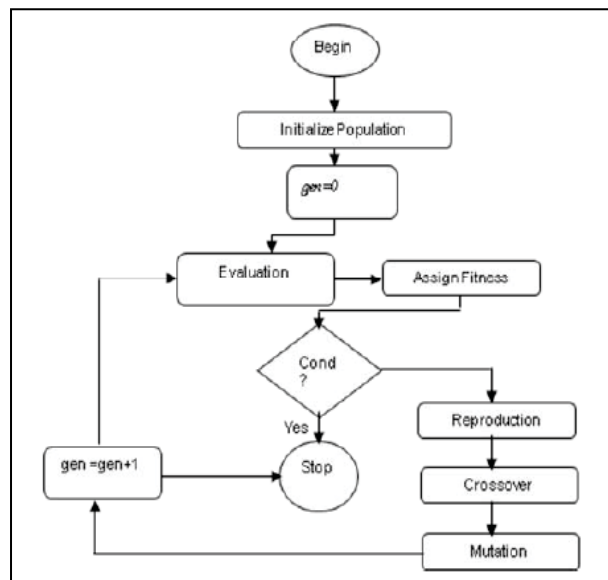 Begin
Initialize Population
gen=0
Evaluation
Assign Fitness
Cond
?
Yes
Reproduction
gen =gen+1
Stop
Crossover
Mutation